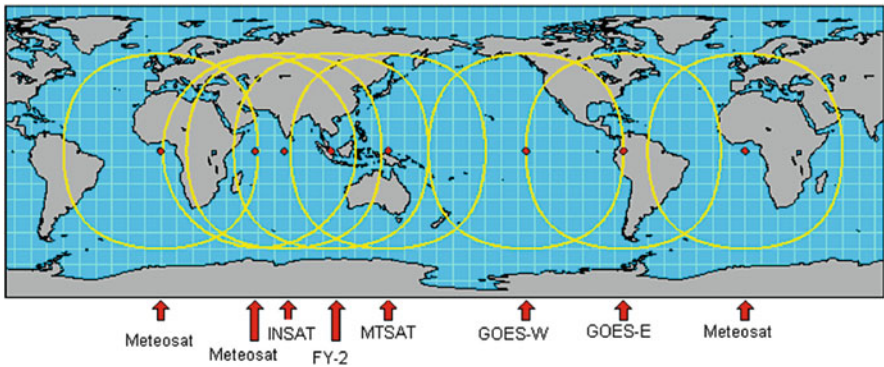 Meteosat
Meteosat
INSAT
FY-2
MTSAT
GOES-W
GOES-E
Meteosat